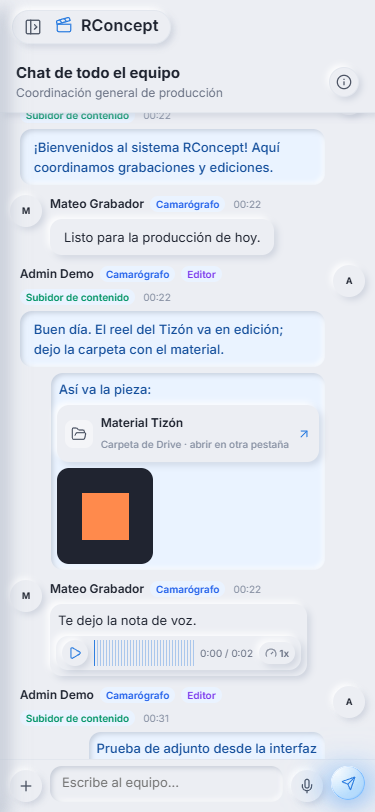 RConcept
Chat de todo el equipo
Coordinación general de producción
Subidor de contenido 00:22
¡Bienvenidos al sistema RConcept! Aquí
coordinamos grabaciones y ediciones.
M Mateo Grabador Camarógrafo 00:22
Listo para la producción de hoy.
Admin Demo Camarógrafo Editor A
Subidor de contenido 00:22
Buen día. El reel del Tizón va en edición;
dejo la carpeta con el material.
Así va la pieza:
Material Tizón
Carpeta de Drive · abrir en otra pestaña
M Mateo Grabador Camarógrafo 00:22
Te dejo la nota de voz.
0:00 / 0:02 1x
Admin Demo Camarógrafo Editor A
Subidor de contenido 00:31
Prueba de adjunto desde la interfaz
Escribe al equipo...